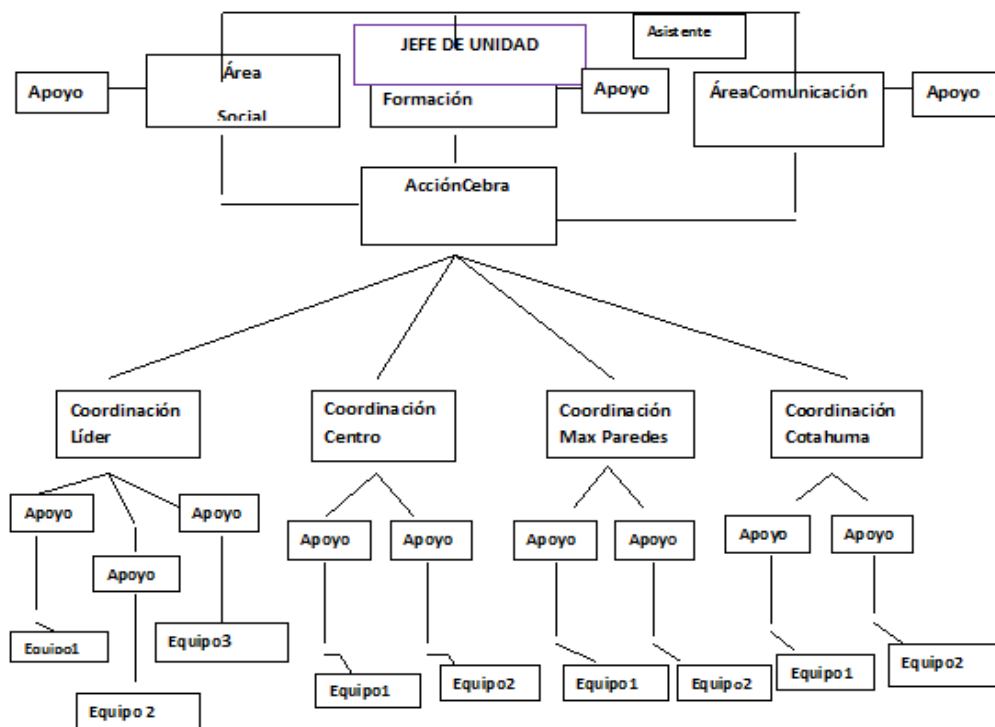 JEFE DE UNIDAD
Asistente
Apoyo
Área
Social
Formación
Apoyo
ÁreaComunicación
Apoyo
AcciónCebra
Coordinación
Líder
Coordinación
Centro
Coordinación
Max Paredes
Coordinación
Cotahuma
Apoyo
Apoyo
Apoyo
Apoyo
Apoyo
Apoyo
Apoyo
Apoyo
Apoyo
Equipo1
Equipo 2
Equipo3
Equipo1
Equipo2
Equipo1
Equipo2
Equipo1
Equipo2